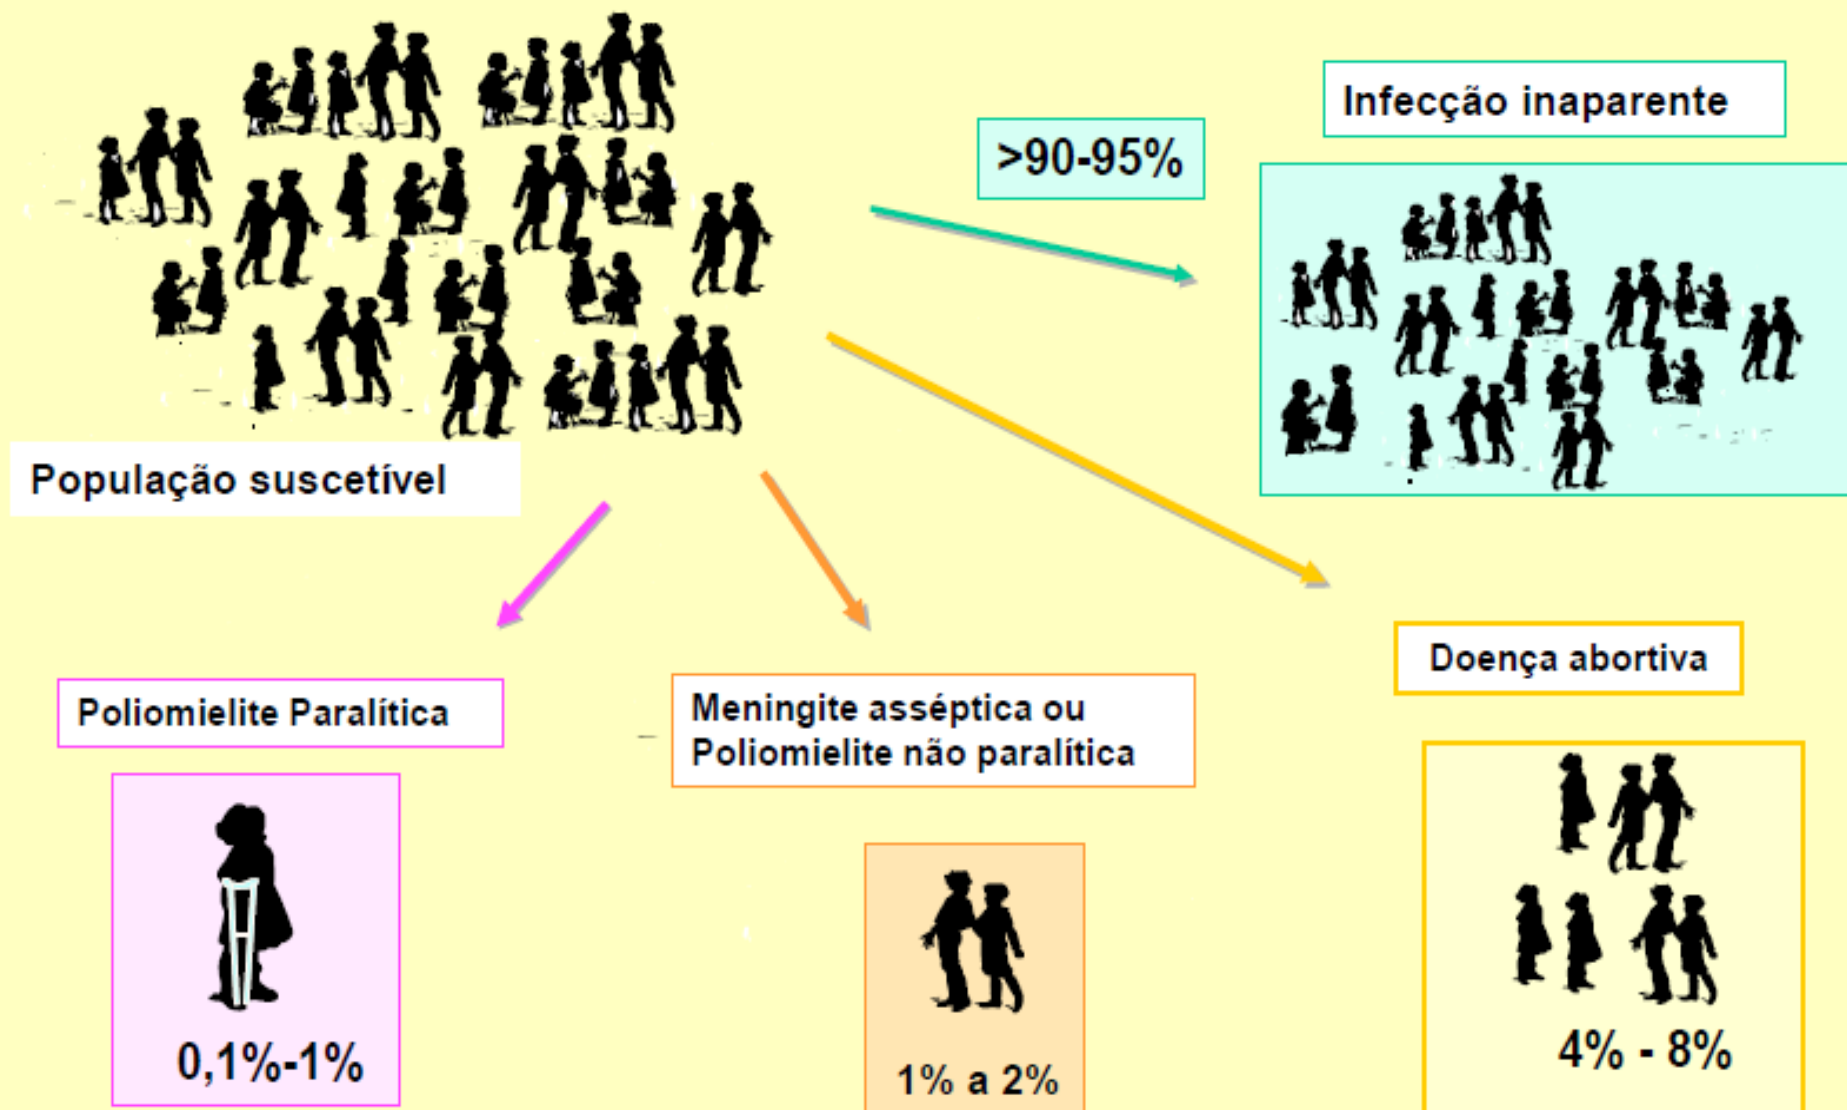 >90-95%
Infecção inaparente
População suscetível
Poliomielite Paralítica
0,1%-1%
Meningite asséptica ou
Poliomielite não paralítica
1% a 2%
Doença abortiva
4% - 8%